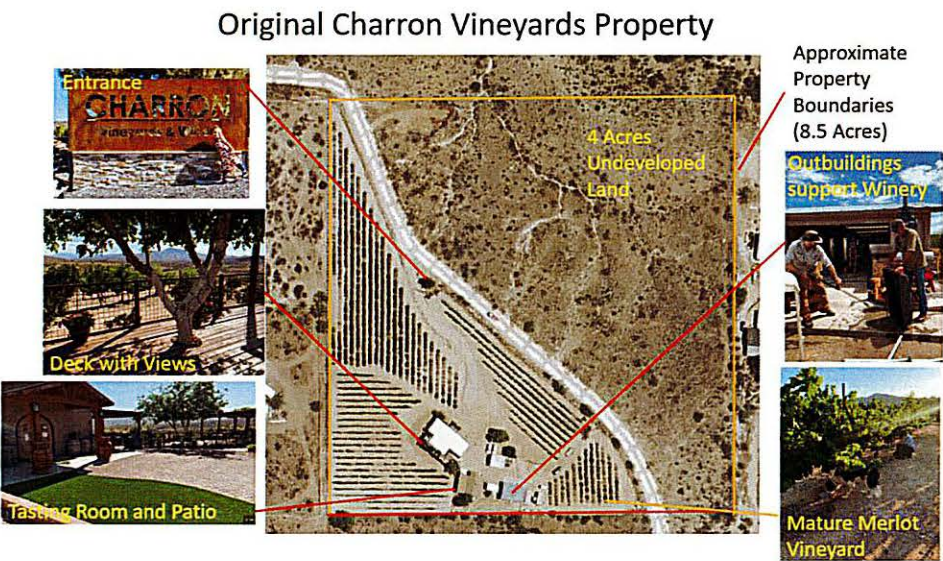 Original Charron Vineyards Property
Entrance
CHARRON
Vineyards &
Deck with Views
Tasting Room and Patio
4 Acres
Undeveloped
Land
Approximate
Property
Boundaries
(8.5 Acres)
Outbuildings
support Winery
Mature Merlot
Vineyard